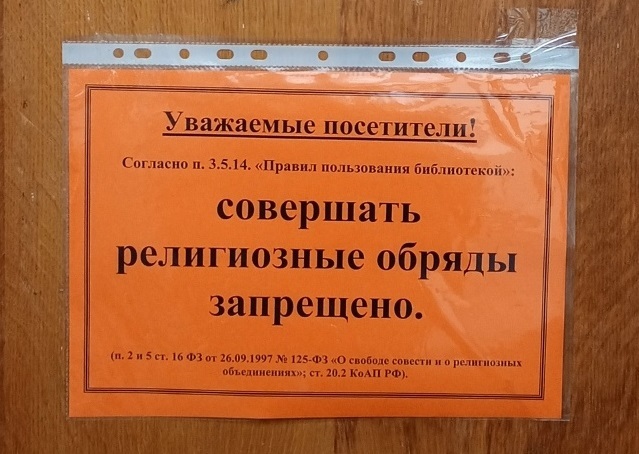 Уважаемые посетители!
Согласно п. 3.5.14. «Правил пользования библиотекой»:
совершать
религиозные обряды
запрещено.
(п. 2 и 5 ст. 16 ФЗ от 26.09.1997 № 125-ФЗ «О свободе совести и о религиозных
объединениях»; ст. 20.2 КоАП РФ).